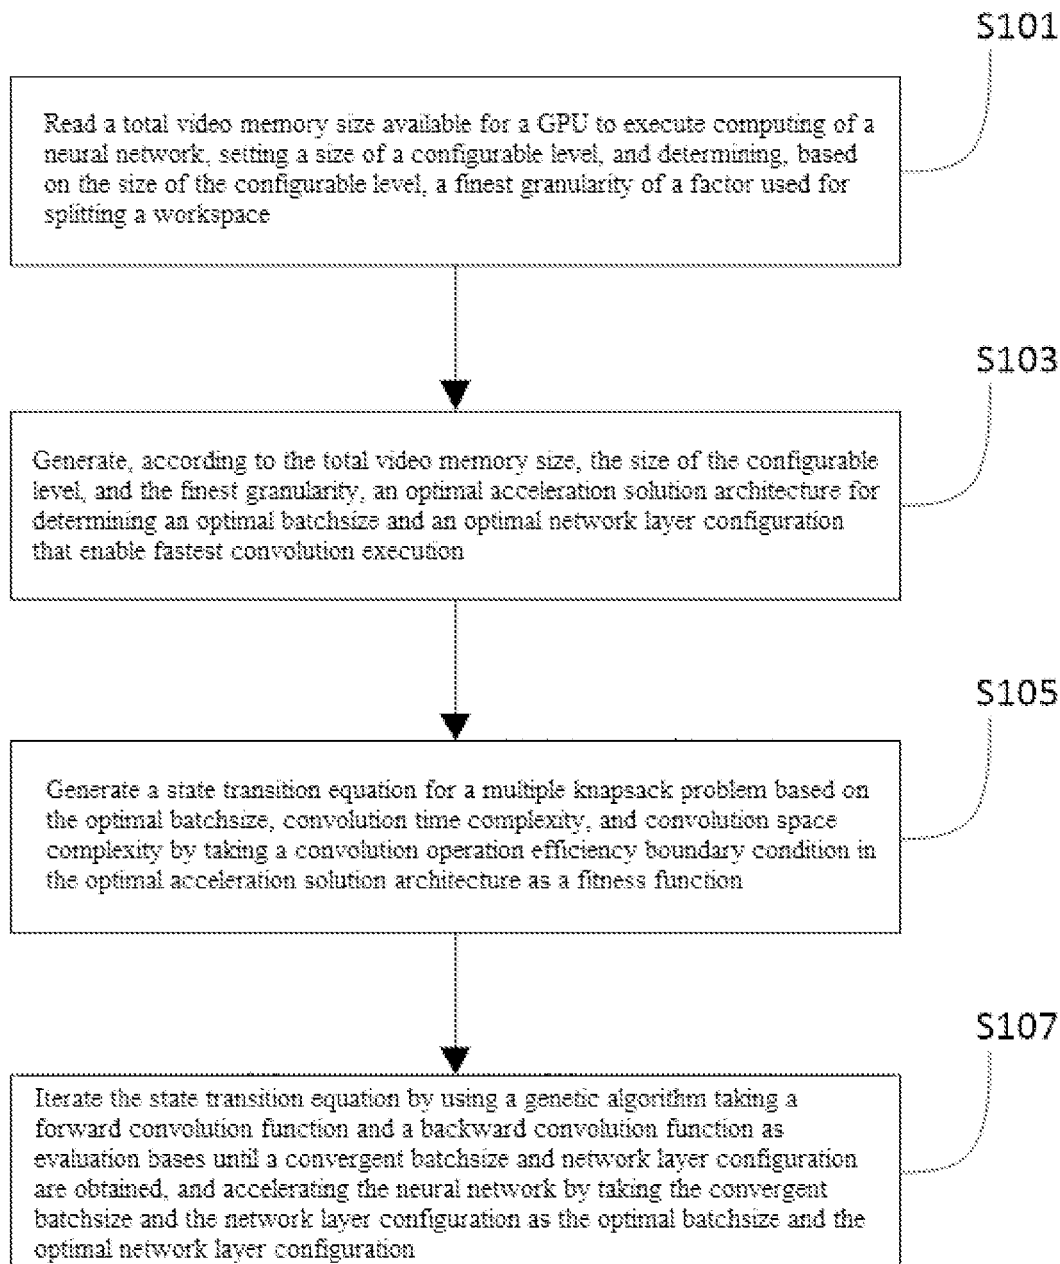 S101
Read a total video memory size available for a GPU to execute computing of a
neural network, setting a size of a configurable level, and determining, based
on the size of the configurable level, a finest granularity of a factor used for
splitting a workspace
S103
Generate, according to the total video memory size, the size of the configurable
level, and the finest granularity, an optimal acceleration solution architecture for
determining an optimal batchsize and an optimal network layer configuration
that enable fastest convolution execution
S105
Generate a state transition equation for a multiple knapsack problem based on
the optimal batchsize, convolution time complexity, and convolution space
complexity by taking a convolution operation efficiency boundary condition in
the optimal acceleration solution architecture as a fitness function
S107
Iterate the state transition equation by using a genetic algorithm taking a
forward convolution function and a backward convolution function as
evaluation bases until a convergent batchsize and network layer configuration
are obtained, and accelerating the neural network by taking the convergent
batchsize and the network layer configuration as the optimal batchsize and the
optimal network layer configuration